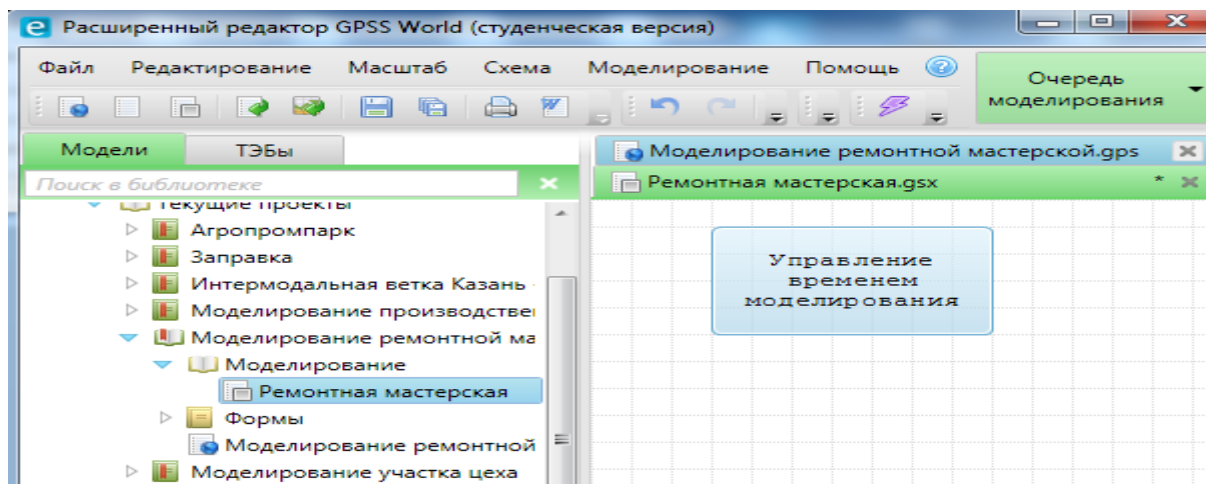 Расширенный редактор GPSS World (студенческая версия)
Файл Редактирование Масштаб Схема Моделирование Помощь
Очередь
моделирования
Модели ТЭБы
Поиск в библиотеке
Текущие проекты
Агропромпарк
Заправка
Интермодальная ветка Казань
Моделирование производстве
Моделирование ремонтной ма
Моделирование
Ремонтная мастерская
Формы
Моделирование ремонтной
Моделирование участка цеха
Моделирование ремонтной мастерской.gps
Ремонтная мастерская.gsx *
Управление
временем
моделирования